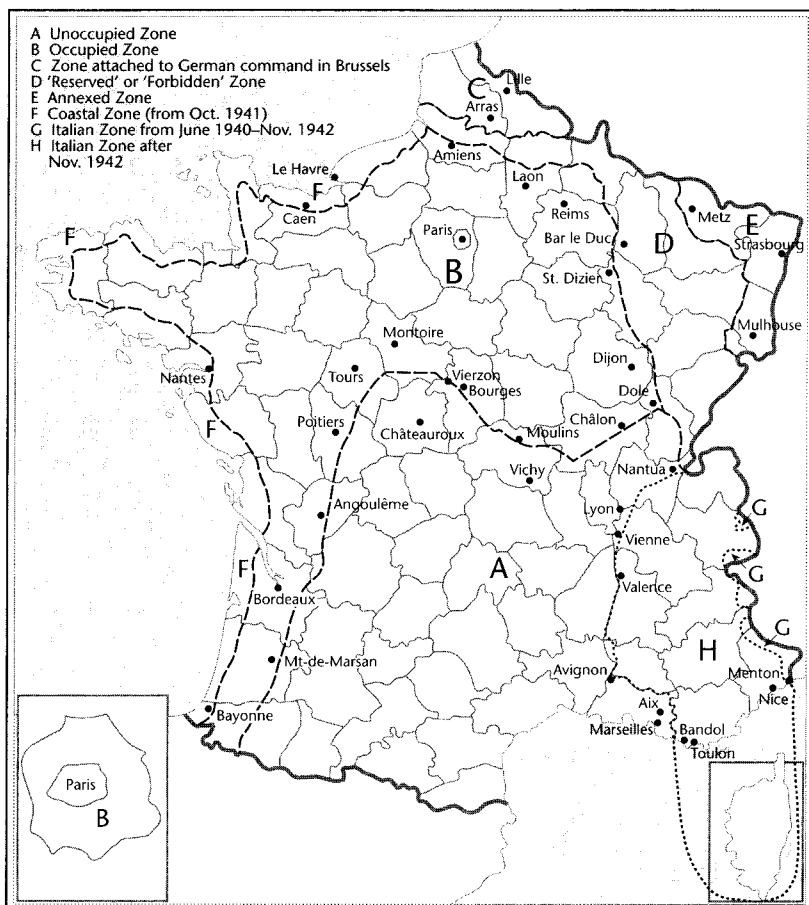 A Unoccupied Zone
B Occupied Zone
C Zone attached to German command in Brussels
D 'Reserved' or 'Forbidden' Zone
E Annexed Zone
F Coastal Zone (from Oct. 1941)
G Italian Zone from June 1940–Nov. 1942
H Italian Zone after
Nov. 1942
C
Lille
Arras
Amiens
Le Havre
F
Caen
Laon
Reims
Metz
E
Strasbourg
F
Paris
B
Bar le Duc
D
St. Dizier
Mulhouse
Montoire
Nantes
Tours
Vierzon
Bourges
Dijon
Dole
F
Poitiers
Châteauroux
Moulins
Châlon
Vichy
Nantua
Angoulême
Lyon
G
Vienne
F
A
Valence
G
Bordeaux
G
Mt-de-Marsan
H
Avignon
Menton
Nice
Bayonne
Aix
Marseilles
Bandol
Toulon
Paris
B